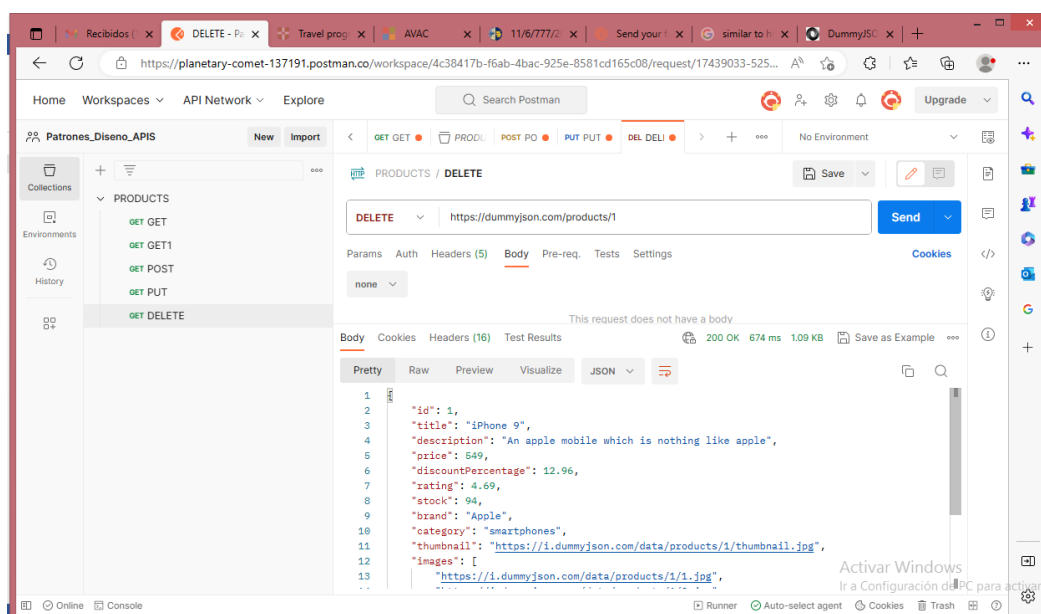 Recibidos (
DELETE - Pa
Travel prog
AVAC
11/6/777/2
Send your f
similar to h
DummyJSO
https://planetary-comet-137191.postman.co/workspace/4c38417b-f6ab-4bac-925e-8581cd165c08/request/17439033-525...
Home Workspaces API Network Explore
Search Postman
Upgrade
Patrones_Diseno_APIS
New Import
GET GET
PRODU
POST PO
PUT PUT
DEL DELI
No Environment
Collections
Environments
History
PRODUCTS
GET GET
GET GET1
GET POST
GET PUT
GET DELETE
HTTP PRODUCTS / DELETE
Save
DELETE https://dummyjson.com/products/1
Send
Params Auth Headers (5) Body Pre-req. Tests Settings
Cookies
none
This request does not have a body
Body Cookies Headers (16) Test Results
200 OK 674 ms 1.09 KB Save as Example
Pretty Raw Preview Visualize JSON
1 {
2 "id": 1,
3 "title": "iPhone 9",
4 "description": "An apple mobile which is nothing like apple",
5 "price": 549,
6 "discountPercentage": 12.96,
7 "rating": 4.69,
8 "stock": 94,
9 "brand": "Apple",
10 "category": "smartphones",
11 "thumbnail": "https://i.dummyjson.com/data/products/1/thumbnail.jpg",
12 "images": [
13 "https://i.dummyjson.com/data/products/1/1.jpg",
Activar Windows
Ir a Configuración de PC para activar
Online Console
Runner Auto-select agent Cookies Trash